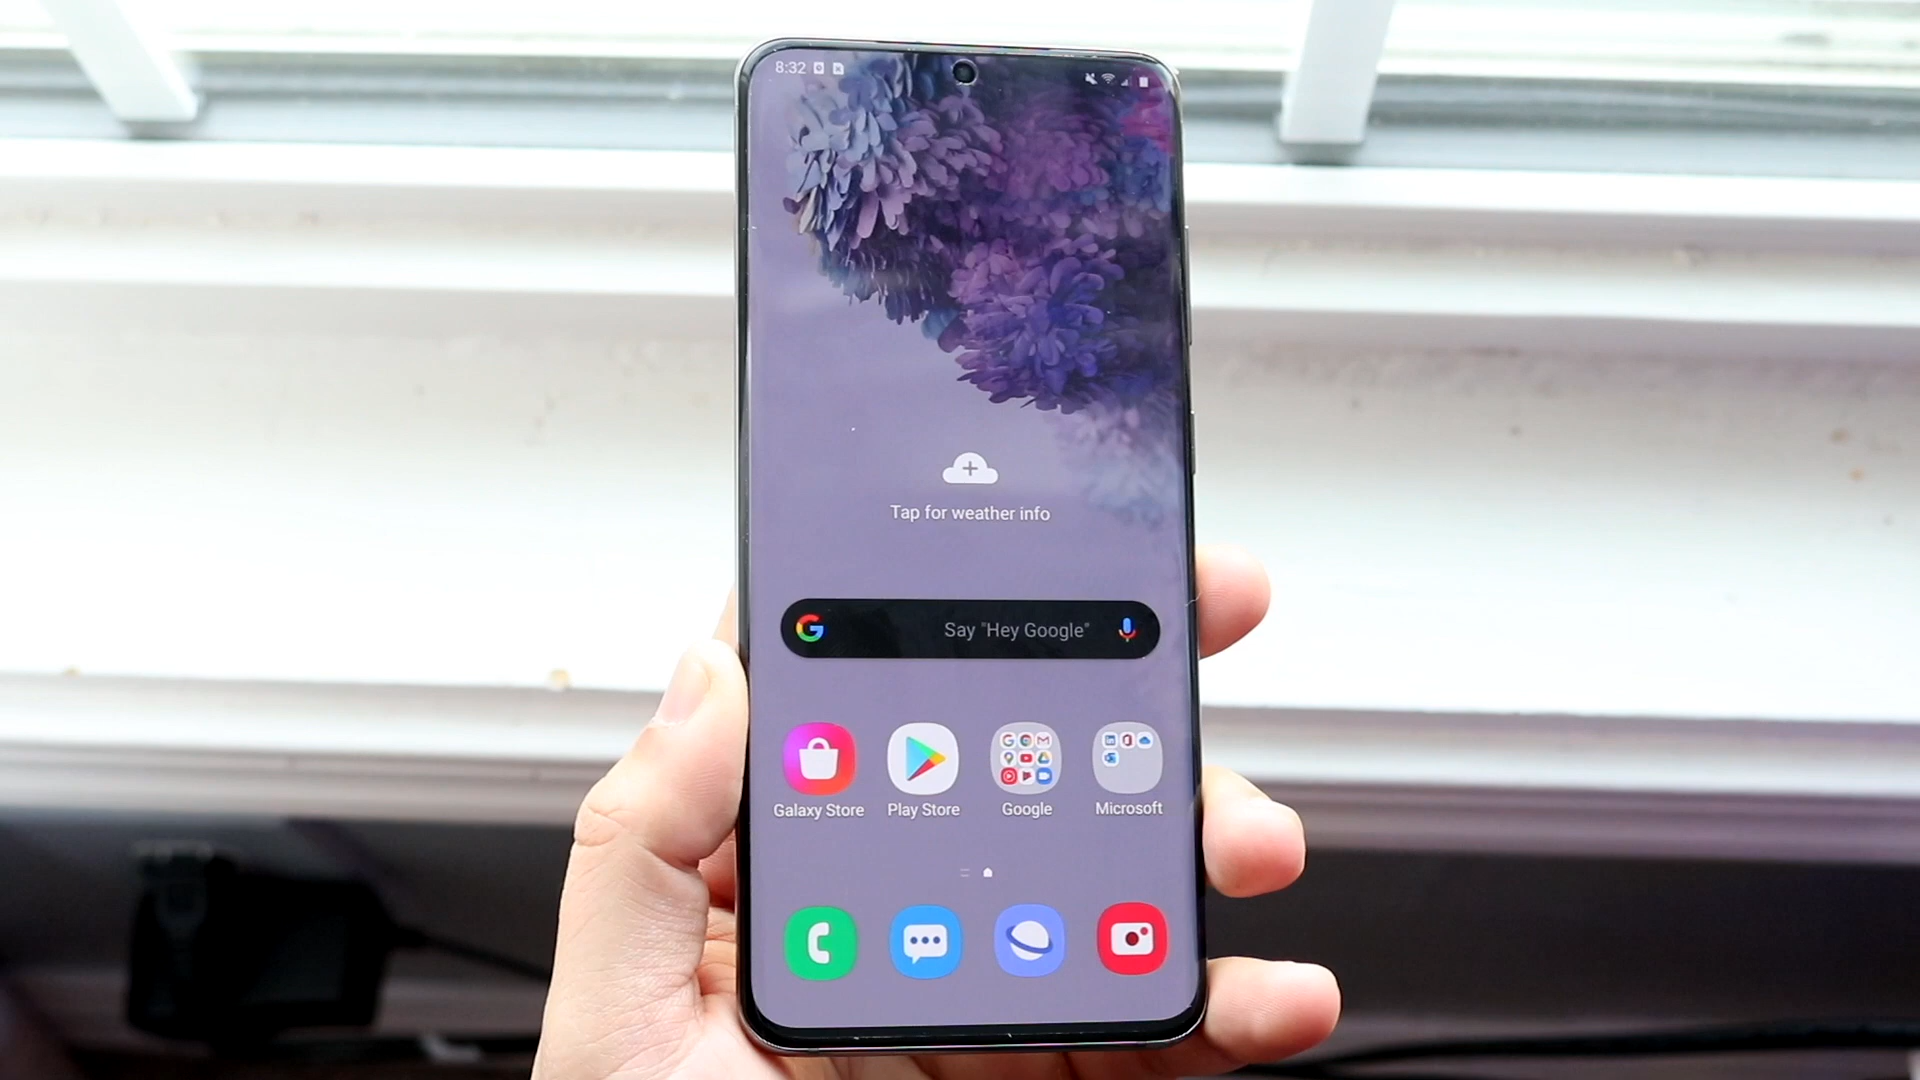 8:32
Tap for weather info
Say "Hey Google"
Galaxy Store
Play Store
Google
Microsoft